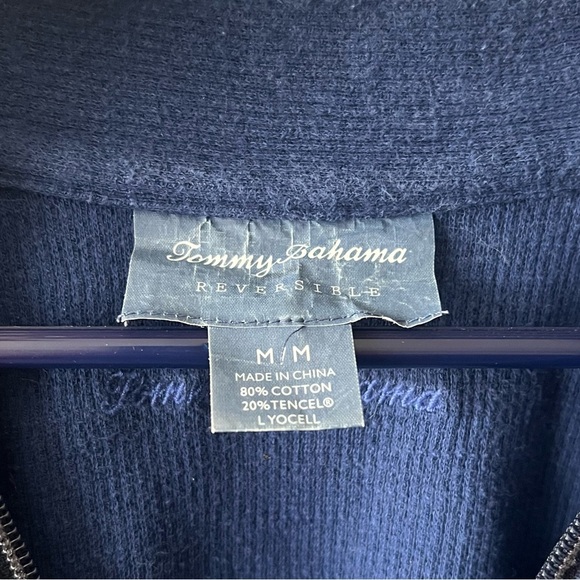 Tommy Bahama
REVERSIBLE
M/M
MADE IN CHINA
80% COTTON
20% TENCEL®
LYOCELL